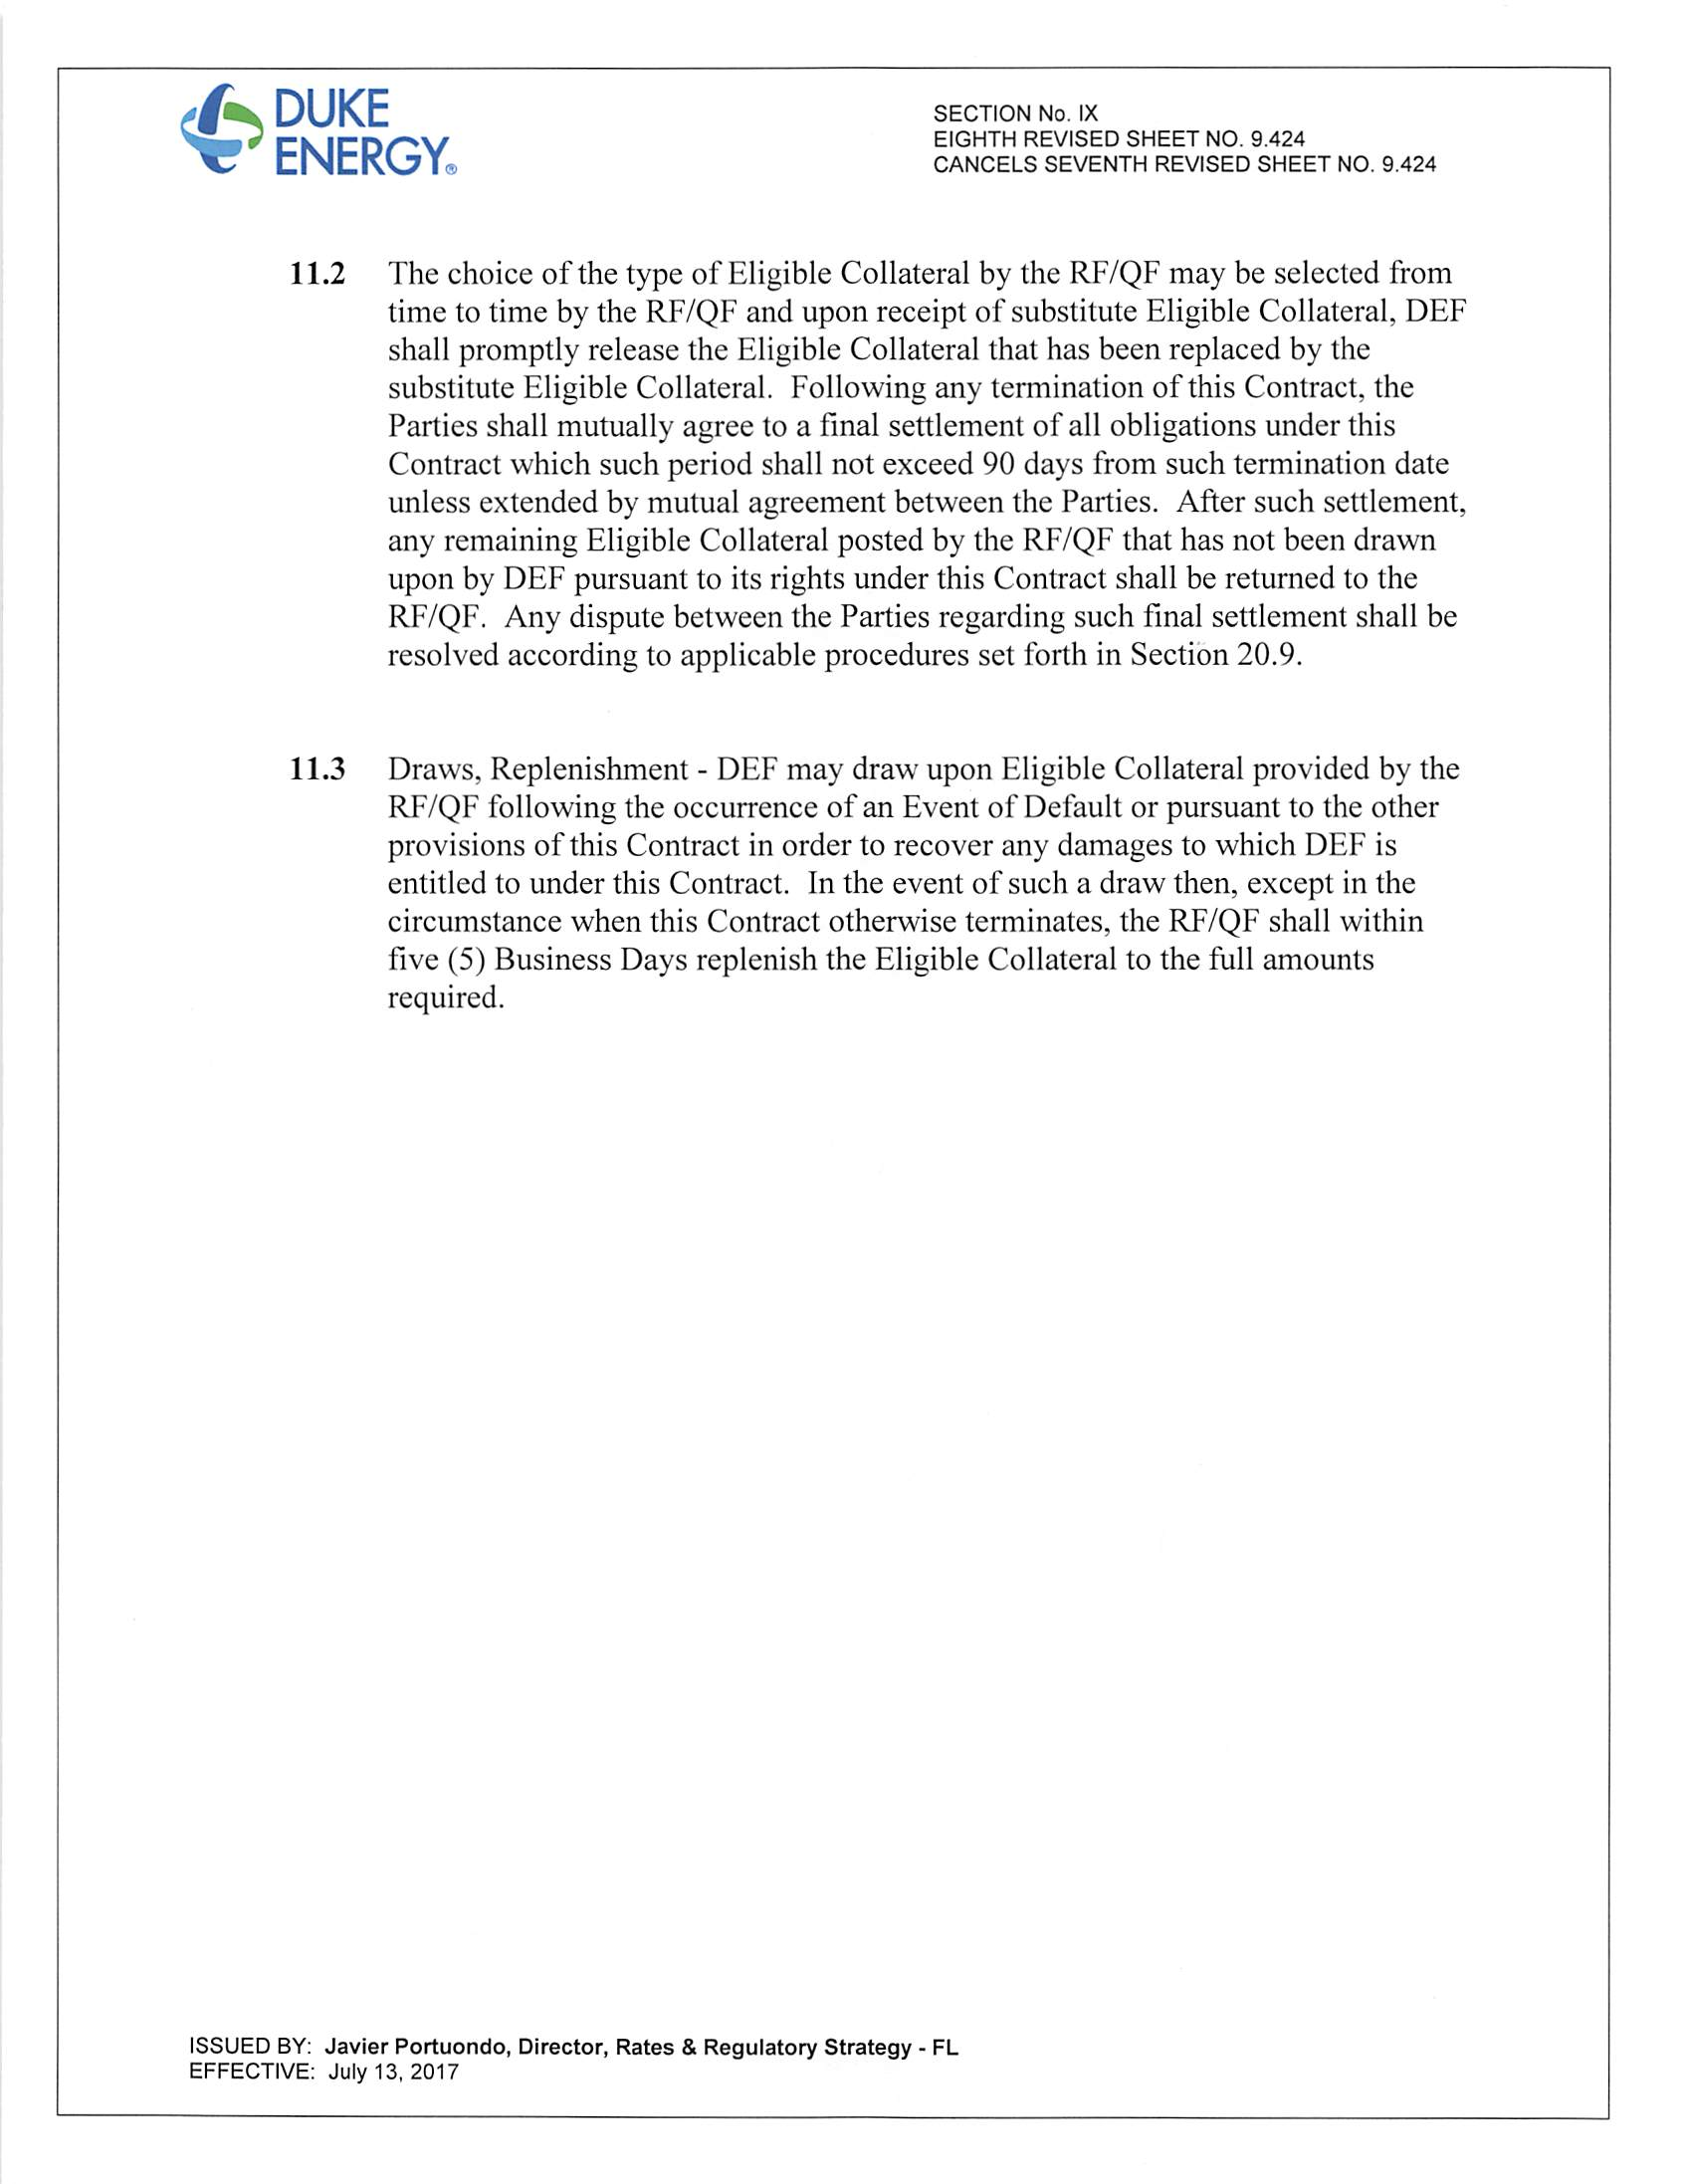 DUKE
ENERGY®
SECTION No. IX
EIGHTH REVISED SHEET NO. 9.424
CANCELS SEVENTH REVISED SHEET NO. 9.424
11.2 The choice of the type of Eligible Collateral by the RF/QF may be selected from
time to time by the RF/QF and upon receipt of substitute Eligible Collateral, DEF
shall promptly release the Eligible Collateral that has been replaced by the
substitute Eligible Collateral. Following any termination of this Contract, the
Parties shall mutually agree to a final settlement of all obligations under this
Contract which such period shall not exceed 90 days from such termination date
unless extended by mutual agreement between the Parties. After such settlement,
any remaining Eligible Collateral posted by the RF/QF that has not been drawn
upon by DEF pursuant to its rights under this Contract shall be returned to the
RF/QF. Any dispute between the Parties regarding such final settlement shall be
resolved according to applicable procedures set forth in Section 20.9.
11.3 Draws, Replenishment - DEF may draw upon Eligible Collateral provided by the
RF/QF following the occurrence of an Event of Default or pursuant to the other
provisions of this Contract in order to recover any damages to which DEF is
entitled to under this Contract. In the event of such a draw then, except in the
circumstance when this Contract otherwise terminates, the RF/QF shall within
five (5) Business Days replenish the Eligible Collateral to the full amounts
required.
ISSUED BY: Javier Portuondo, Director, Rates & Regulatory Strategy - FL
EFFECTIVE: July 13, 2017